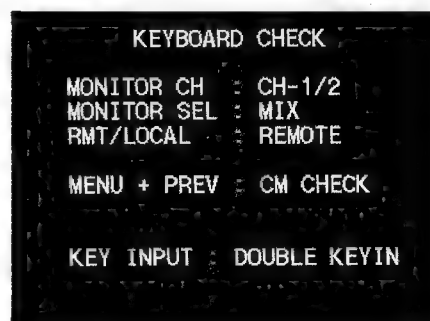 KEYBOARD CHECK
MONITOR CH : CH-1/2
MONITOR SEL : MIX
RMT/LOCAL : REMOTE
MENU + PREV : CM CHECK
KEY INPUT : DOUBLE KEYIN